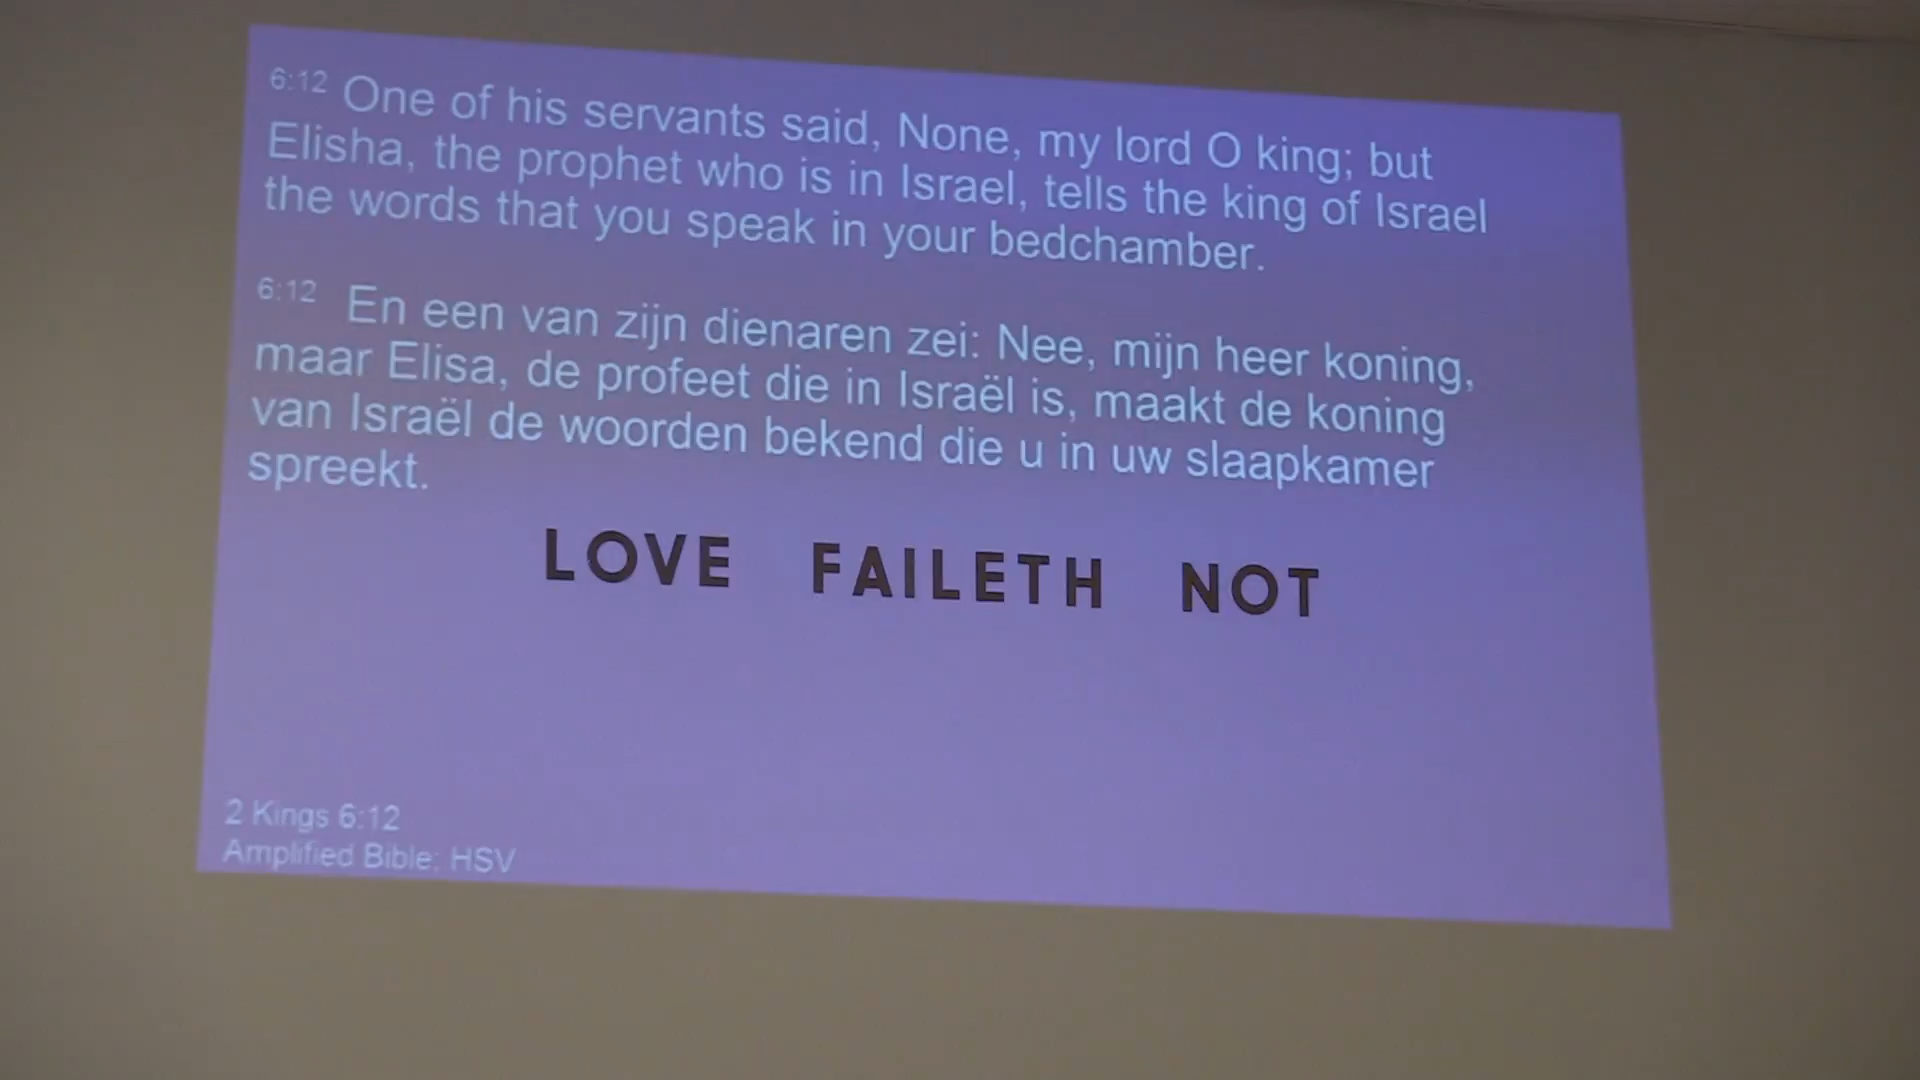 6:12 One of his servants said, None, my lord O king; but
Elisha, the prophet who is in Israel, tells the king of Israel
the words that you speak in your bedchamber.
6:12 En een van zijn dienaren zei: Nee, mijn heer koning,
maar Elisa, de profeet die in Israël is, maakt de koning
van Israël de woorden bekend die u in uw slaapkamer
spreekt.
LOVE FAILETH NOT
2 Kings 6:12
Amplified Bible; HSV